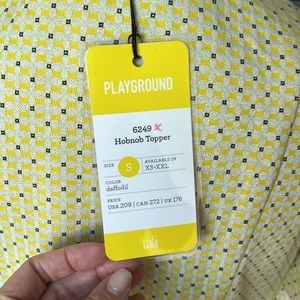 PLAYGROUND
6249
Hobnob Topper
SIZE
S
AVAILABLE IN
XS-XXL
COLOR
daffodil
PRICE
USA 209 | CAN 272 | UK 176